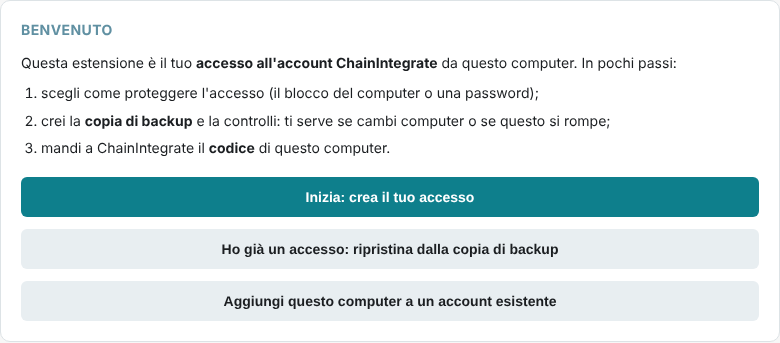 BENVENUTO
Questa estensione è il tuo accesso all'account ChainIntegrate da questo computer. In pochi passi:
1. scegli come proteggere l'accesso (il blocco del computer o una password);
2. crei la copia di backup e la controlli: ti serve se cambi computer o se questo si rompe;
3. mandi a ChainIntegrate il codice di questo computer.
Inizia: crea il tuo accesso
Ho già un accesso: ripristina dalla copia di backup
Aggiungi questo computer a un account esistente